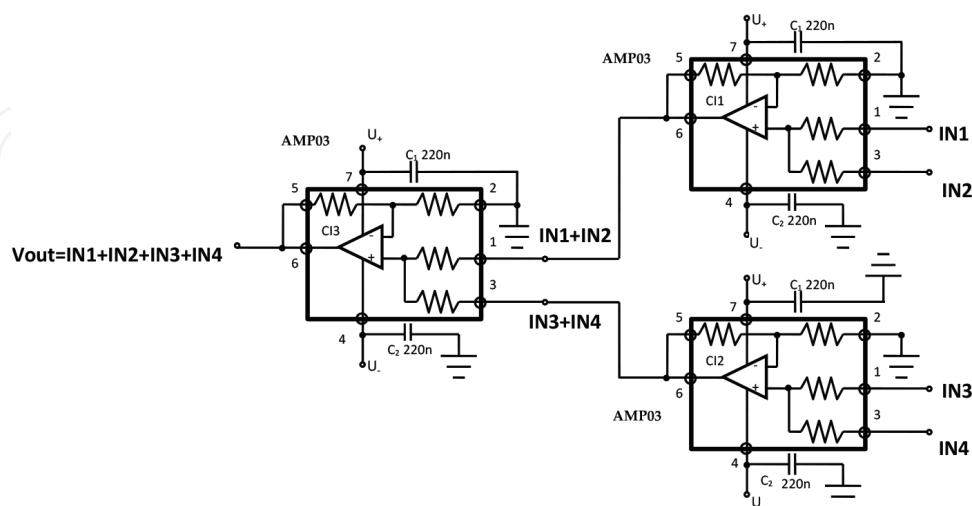 U+
C1 220n
7
5
2
AMP03
CI1
-
+
1
IN1
6
3
IN2
4
C2 220n
U-
U+
AMP03
C1 220n
7
5
2
CI3
-
+
1
IN1+IN2
Vout=IN1+IN2+IN3+IN4
6
3
IN3+IN4
4
C2 220n
U-
U+
C1 220n
7
5
2
CI2
-
+
1
IN3
6
AMP03
3
IN4
4
C2 220n
U